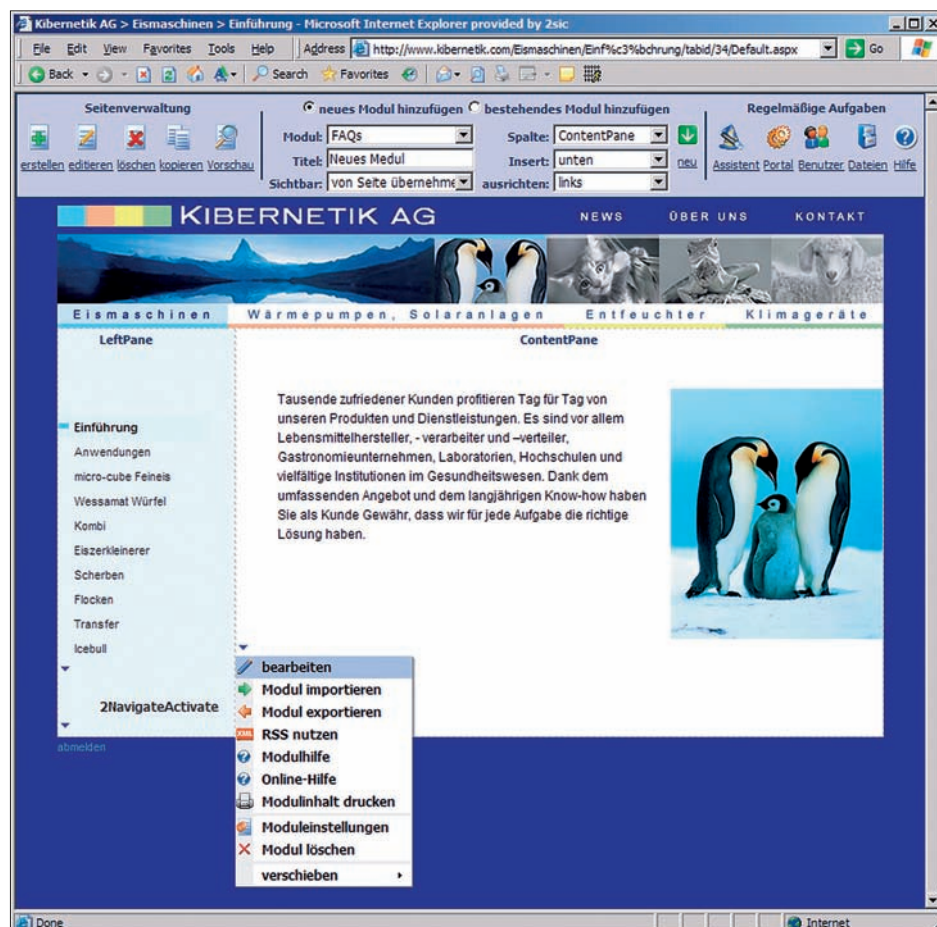 Kibernetik AG > Eismaschinen > Einführung - Microsoft Internet Explorer provided by 2sic
File Edit View Favorites Tools Help Address http://www.kibernetik.com/Eismaschinen/Einf%c3%bchrung/tabid/34/Default.aspx Go
Back Search Favorites
Seitenverwaltung
neues Modul hinzufügen bestehendes Modul hinzufügen
Regelmäßige Aufgaben
Modul: FAQs Spalte: ContentPane
Titel: Neues Medul Insert: unten
Sichtbar: von Seite übernehme ausrichten: links
erstellen editieren löschen kopieren Vorschau
neu
Assistent Portal Benutzer Dateien Hilfe
KIBERNETIK AG
NEWS ÜBER UNS KONTAKT
Eismaschinen Wärmepumpen, Solaranlagen Entfeuchter Klimageräte
LeftPane
ContentPane
Einführung
Anwendungen
micro-cube Feineis
Wessamat Würfel
Kombi
Eiszerkleinerer
Scherben
Flocken
Transfer
Icebull
2NavigateActivate
abmelden
Tausende zufriedener Kunden profitieren Tag für Tag von
unseren Produkten und Dienstleistungen. Es sind vor allem
Lebensmittelhersteller, - verarbeiter und –verteiler,
Gastronomieunternehmen, Laboratorien, Hochschulen und
vielfältige Institutionen im Gesundheitswesen. Dank dem
umfassenden Angebot und dem langjährigen Know-how haben
Sie als Kunde Gewähr, dass wir für jede Aufgabe die richtige
Lösung haben.
bearbeiten
Modul importieren
Modul exportieren
XML RSS nutzen
Modulhilfe
Online-Hilfe
Modulinhalt drucken
Moduleinstellungen
Modul löschen
verschieben
Done Internet